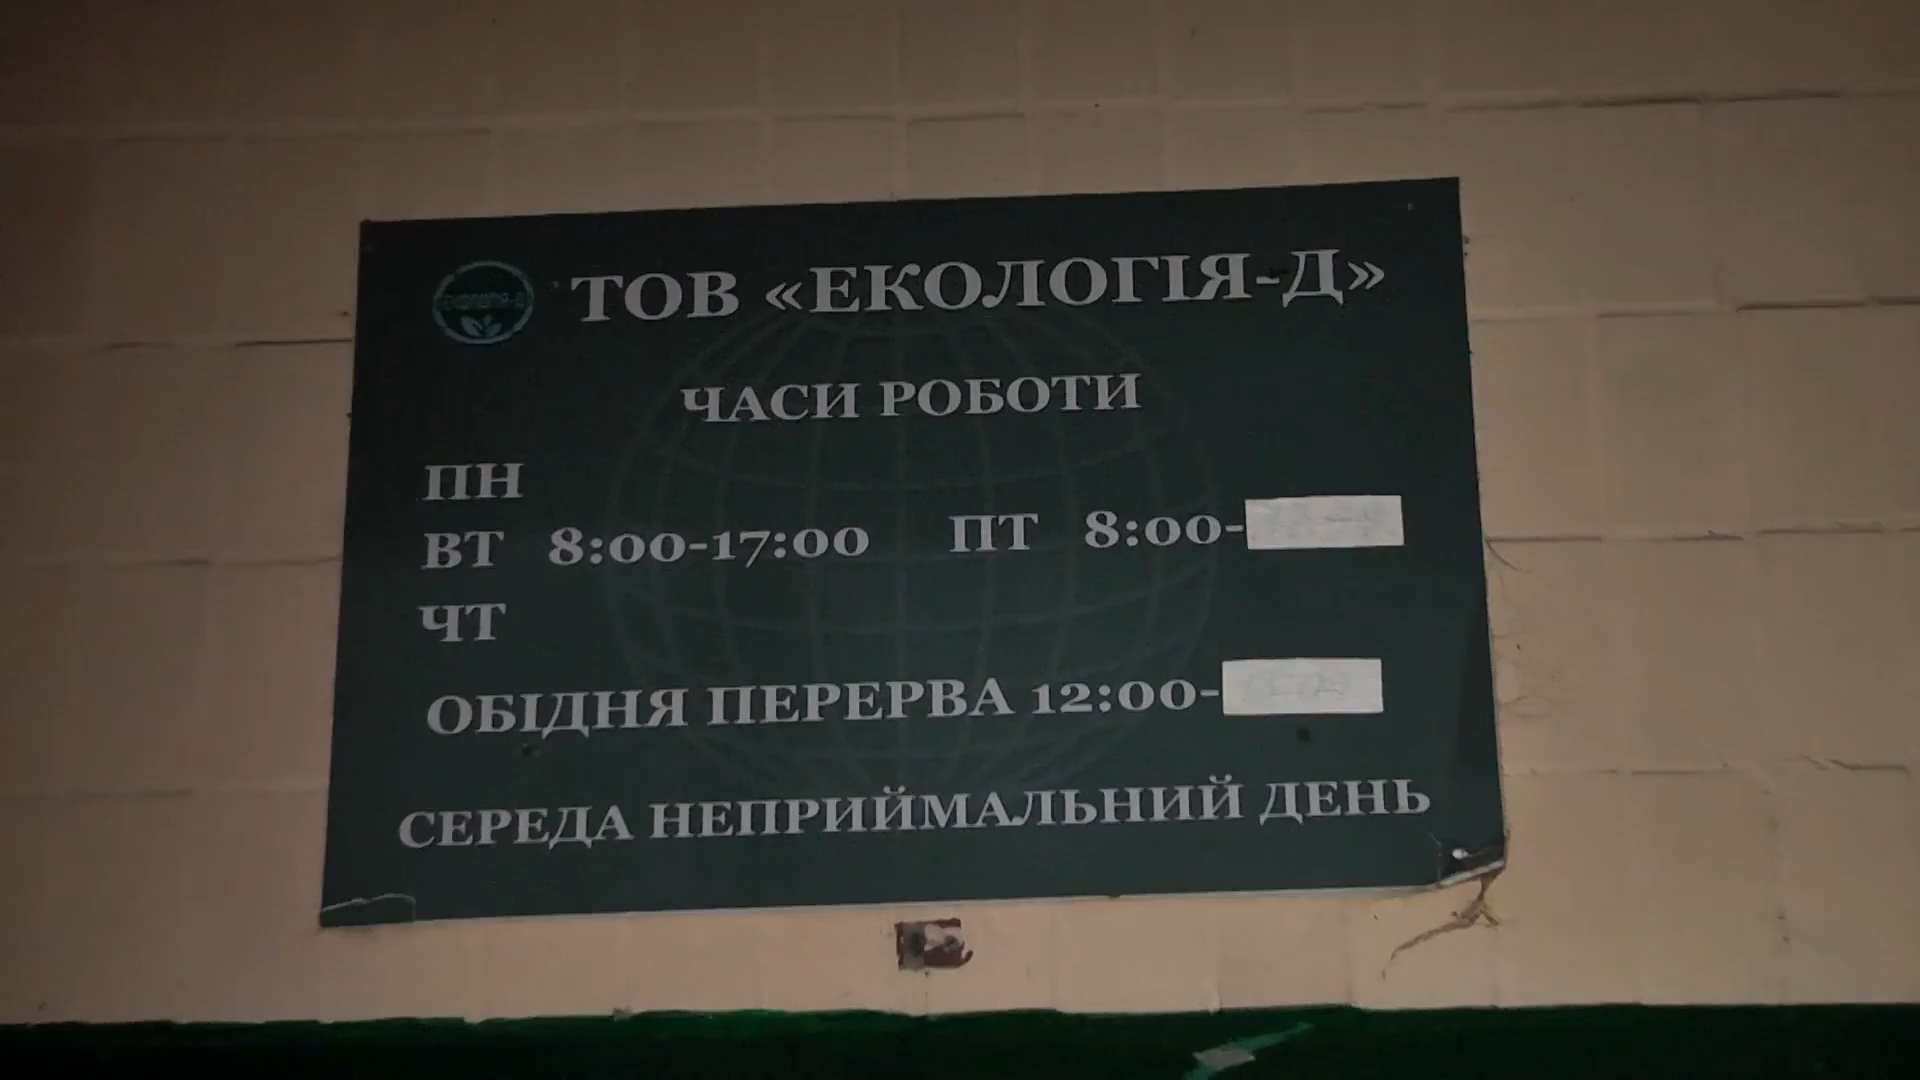 ЕКОЛОГІЯ-Д
ТОВ «ЕКОЛОГІЯ-Д»
ЧАСИ РОБОТИ
ПН
ВТ 8:00-17:00 ПТ 8:00-
ЧТ
ОБІДНЯ ПЕРЕРВА 12:00-
СЕРЕДА НЕПРИЙМАЛЬНИЙ ДЕНЬ